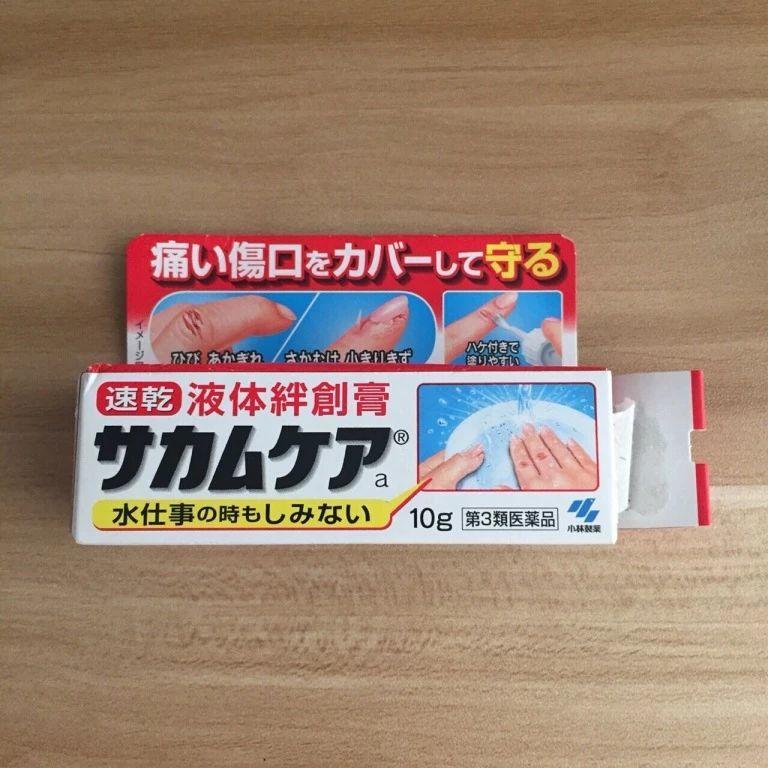 痛い傷口をカバーして守る
ひび、あかぎれ
さかむけ、小きりきず
ハケ付きで
塗りやすい
速乾 液体絆創膏
サカムケア®
a
水仕事の時もしみない
10g 第3類医薬品
小林製薬